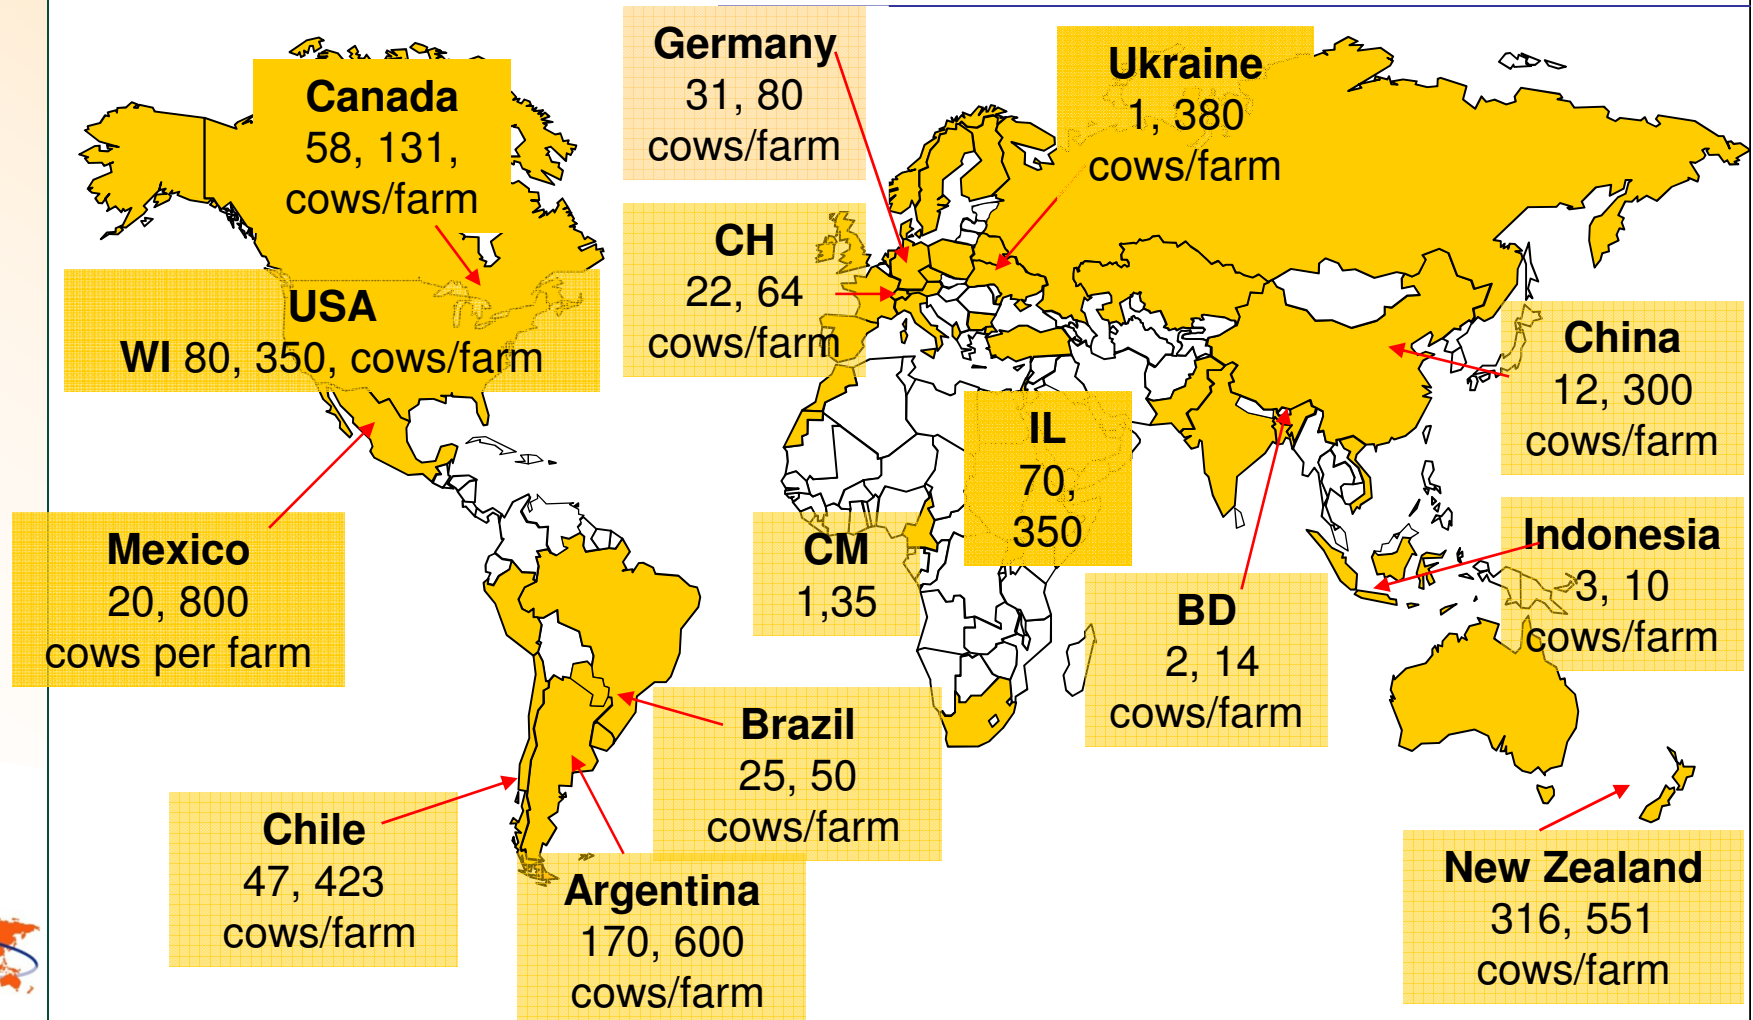 Germany
31, 80
cows/farm
Ukraine
1, 380
cows/farm
Canada
58, 131,
cows/farm
CH
22, 64
cows/farm
USA
WI 80, 350, cows/farm
China
12, 300
cows/farm
IL
70,
350
Mexico
20, 800
cows per farm
CM
1,35
Indonesia
3, 10
cows/farm
BD
2, 14
cows/farm
Brazil
25, 50
cows/farm
Chile
47, 423
cows/farm
Argentina
170, 600
cows/farm
New Zealand
316, 551
cows/farm